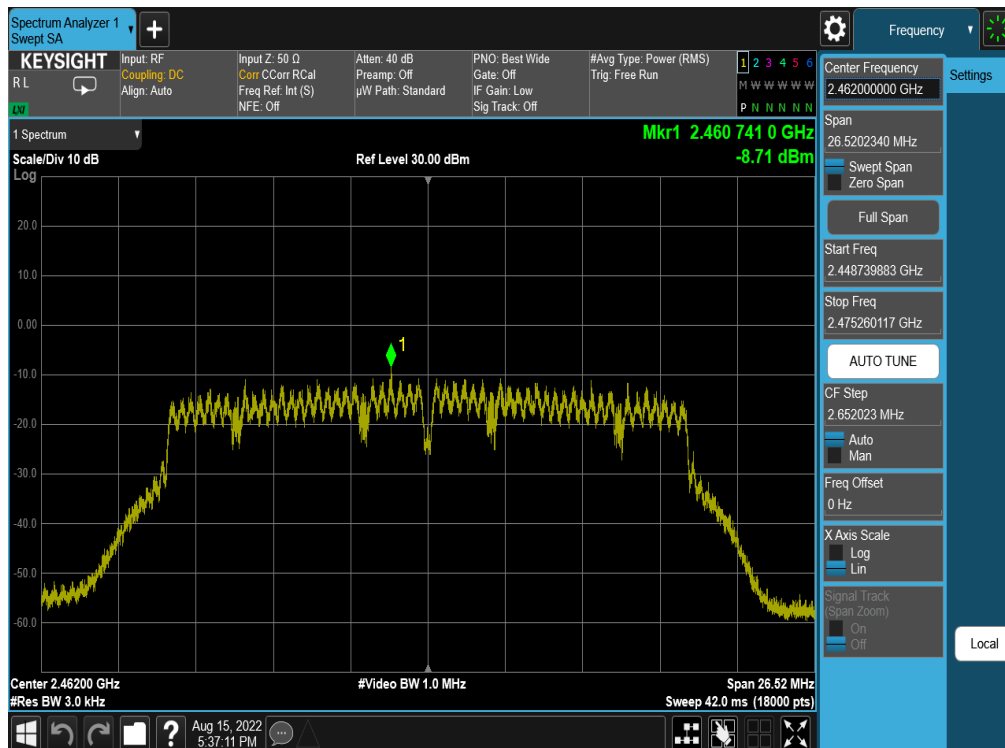 Spectrum Analyzer 1
Swept SA
Frequency
KEYSIGHT
R L
LXI
Input: RF
Coupling: DC
Align: Auto
Input Z: 50 Ω
Corr CCorr RCal
Freq Ref: Int (S)
NFE: Off
Atten: 40 dB
Preamp: Off
µW Path: Standard
PNO: Best Wide
Gate: Off
IF Gain: Low
Sig Track: Off
#Avg Type: Power (RMS)
Trig: Free Run
1 2 3 4 5 6
M W W W W W
P N N N N N
1 Spectrum
Scale/Div 10 dB
Log
Ref Level 30.00 dBm
Mkr1 2.460 741 0 GHz
-8.71 dBm
20.0
10.0
0.00
-10.0
-20.0
-30.0
-40.0
-50.0
-60.0
1
Center 2.46200 GHz
#Res BW 3.0 kHz
#Video BW 1.0 MHz
Span 26.52 MHz
Sweep 42.0 ms (18000 pts)
Center Frequency
2.462000000 GHz
Settings
Span
26.5202340 MHz
Swept Span
Zero Span
Full Span
Start Freq
2.448739883 GHz
Stop Freq
2.475260117 GHz
AUTO TUNE
CF Step
2.652023 MHz
Auto
Man
Freq Offset
0 Hz
X Axis Scale
Log
Lin
Signal Track
(Span Zoom)
On
Off
Local
?
Aug 15, 2022
5:37:11 PM